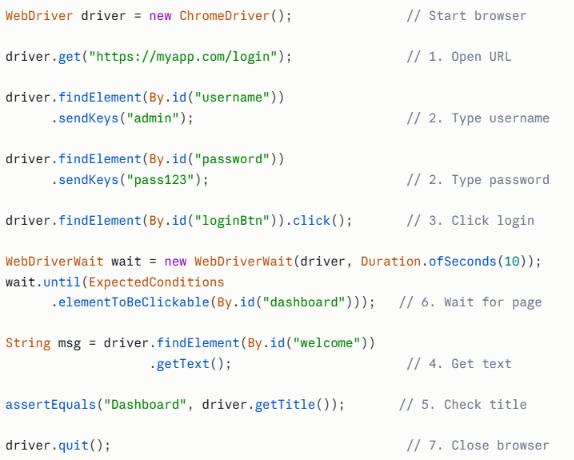 WebDriver driver = new ChromeDriver(); // Start browser
driver.get("https://myapp.com/login"); // 1. Open URL
driver.findElement(By.id("username"))
.sendKeys("admin"); // 2. Type username
driver.findElement(By.id("password"))
.sendKeys("pass123"); // 2. Type password
driver.findElement(By.id("loginBtn")).click(); // 3. Click login
WebDriverWait wait = new WebDriverWait(driver, Duration.ofSeconds(10));
wait.until(ExpectedConditions
.elementToBeClickable(By.id("dashboard"))); // 6. Wait for page
String msg = driver.findElement(By.id("welcome"))
.getText(); // 4. Get text
assertEquals("Dashboard", driver.getTitle()); // 5. Check title
driver.quit(); // 7. Close browser